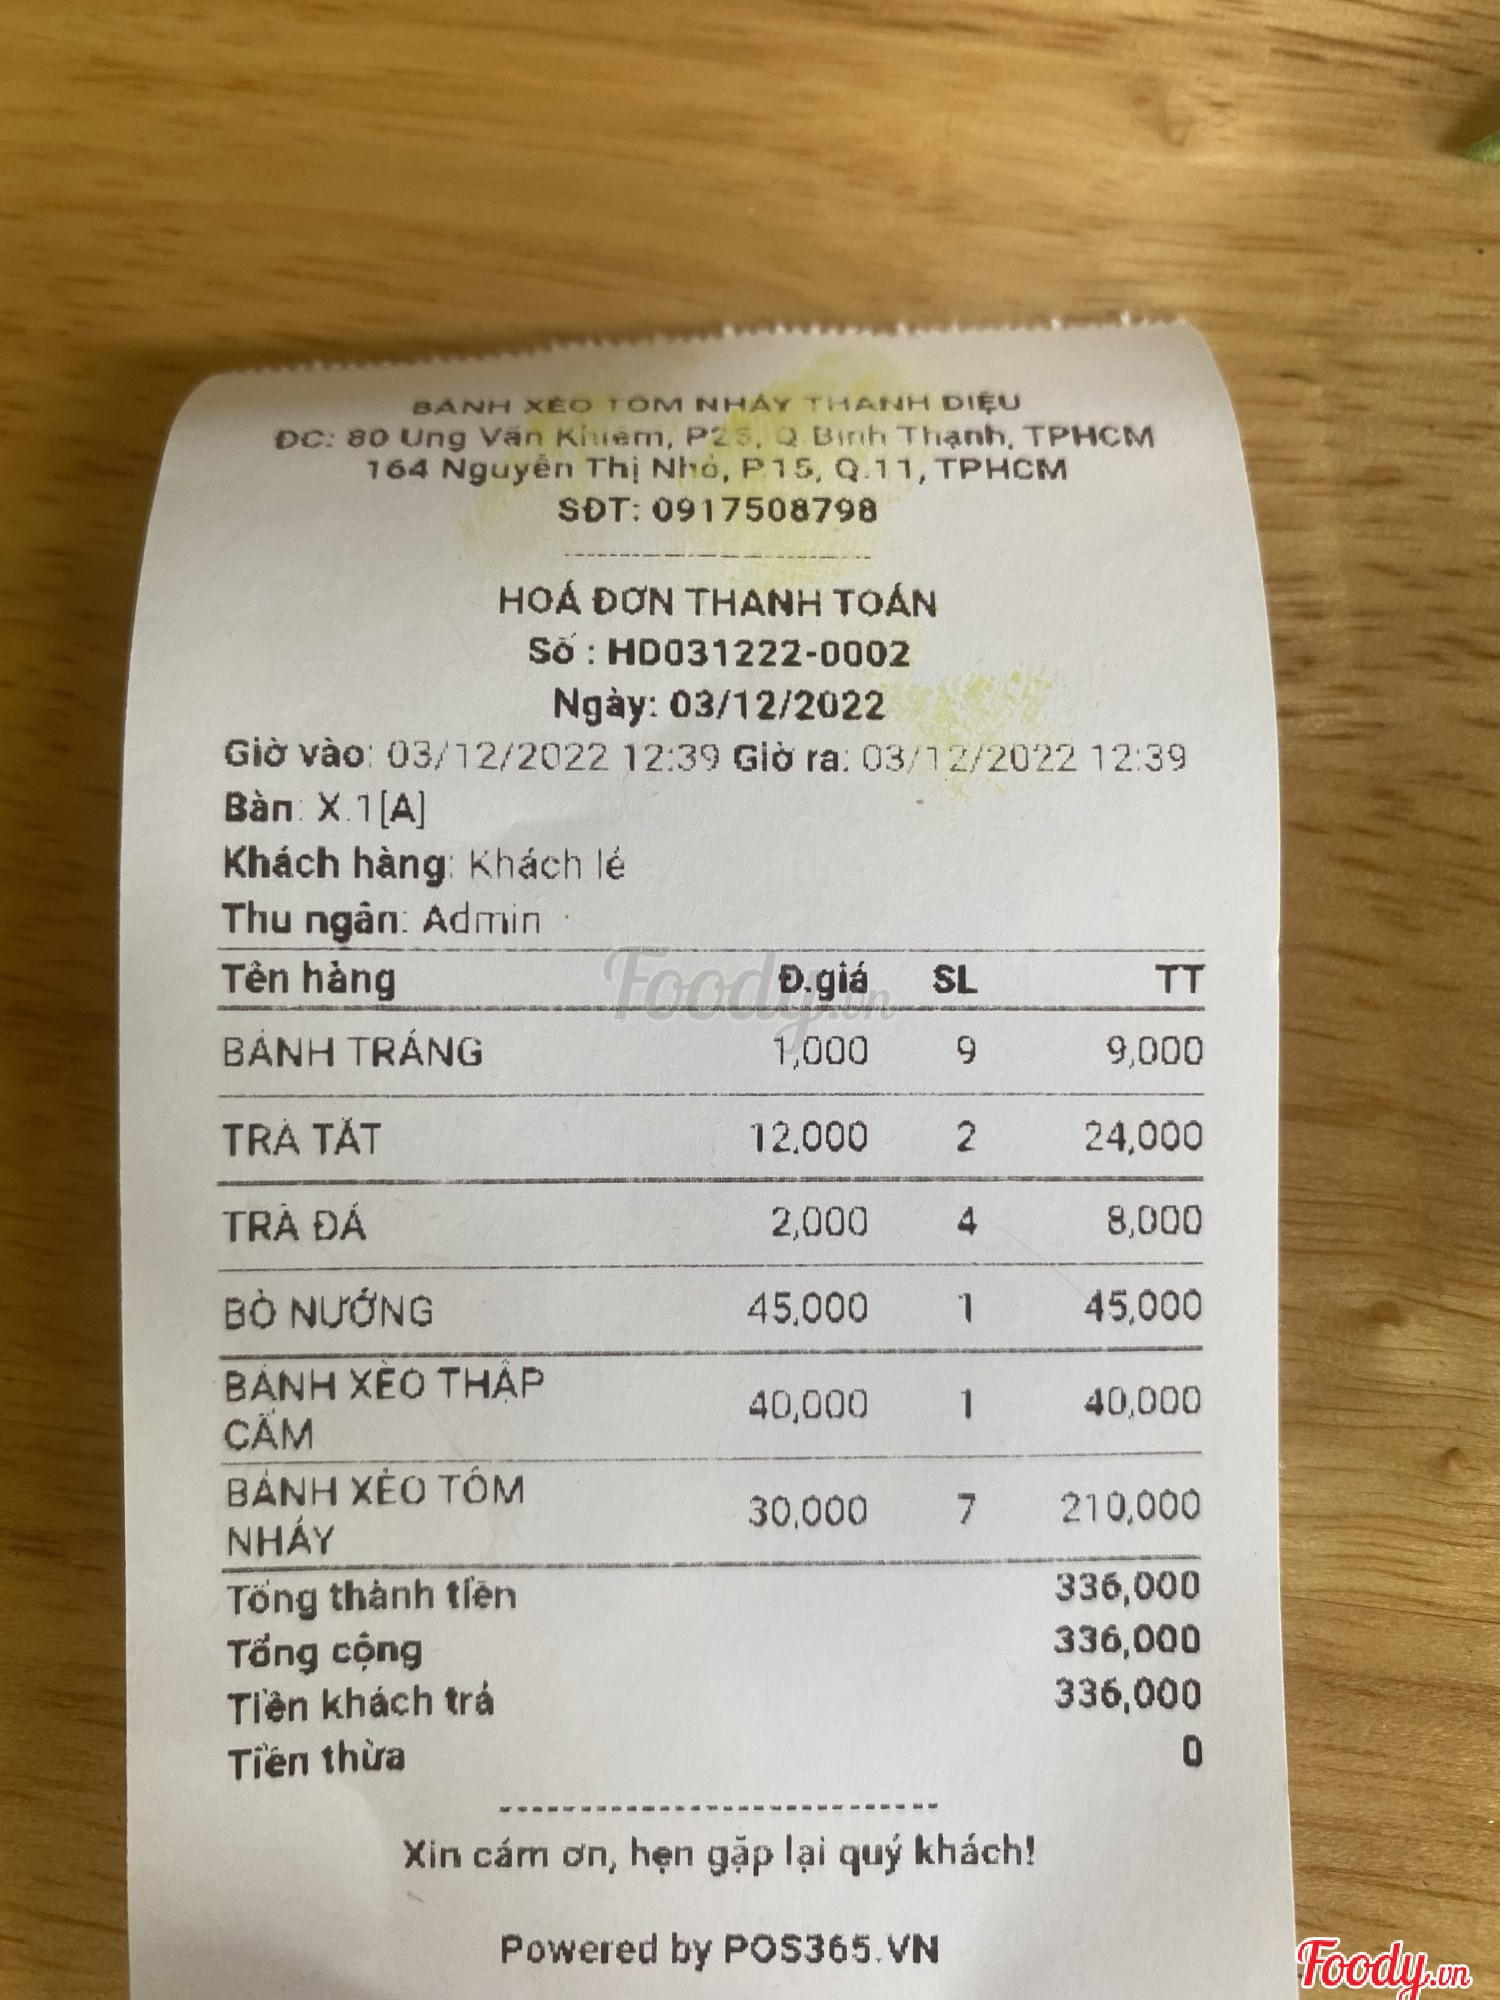 BÁNH XÈO TÔM NHẢY THANH DIỆU
ĐC: 80 Ung Văn Khiêm, P25, Q.Bình Thạnh, TPHCM
164 Nguyễn Thị Nhỏ, P.15, Q.11, TPHCM
SĐT: 0917508798
HOÁ ĐƠN THANH TOÁN
Số : HD031222-0002
Ngày: 03/12/2022
Giờ vào: 03/12/2022 12:39 Giờ ra: 03/12/2022 12:39
Bàn: X.1[A]
Khách hàng: Khách lẻ
Thu ngân: Admin
Tên hàng Đ.giá SL TT
BÁNH TRÁNG 1,000 9 9,000
TRÀ TẮT 12,000 2 24,000
TRÀ ĐÁ 2,000 4 8,000
BÒ NƯỚNG 45,000 1 45,000
BÁNH XÈO THẬP
CẨM 40,000 1 40,000
BÁNH XÈO TÔM
NHẢY 30,000 7 210,000
Tổng thành tiền 336,000
Tổng cộng 336,000
Tiền khách trả 336,000
Tiền thừa 0
Xin cám ơn, hẹn gặp lại quý khách!
Powered by POS365.VN
Foody.vn
Foody.vn